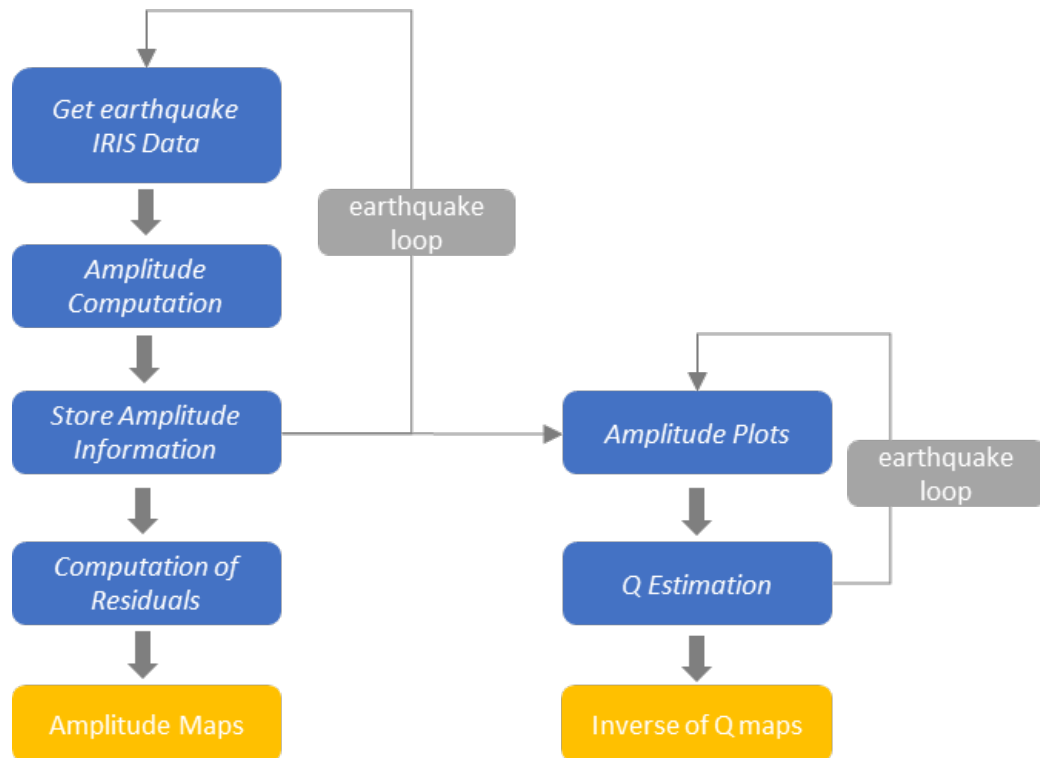 Get earthquake
IRIS Data
earthquake
loop
Amplitude
Computation
Store Amplitude
Information
Amplitude Plots
earthquake
loop
Computation of
Residuals
Q Estimation
Amplitude Maps
Inverse of Q maps